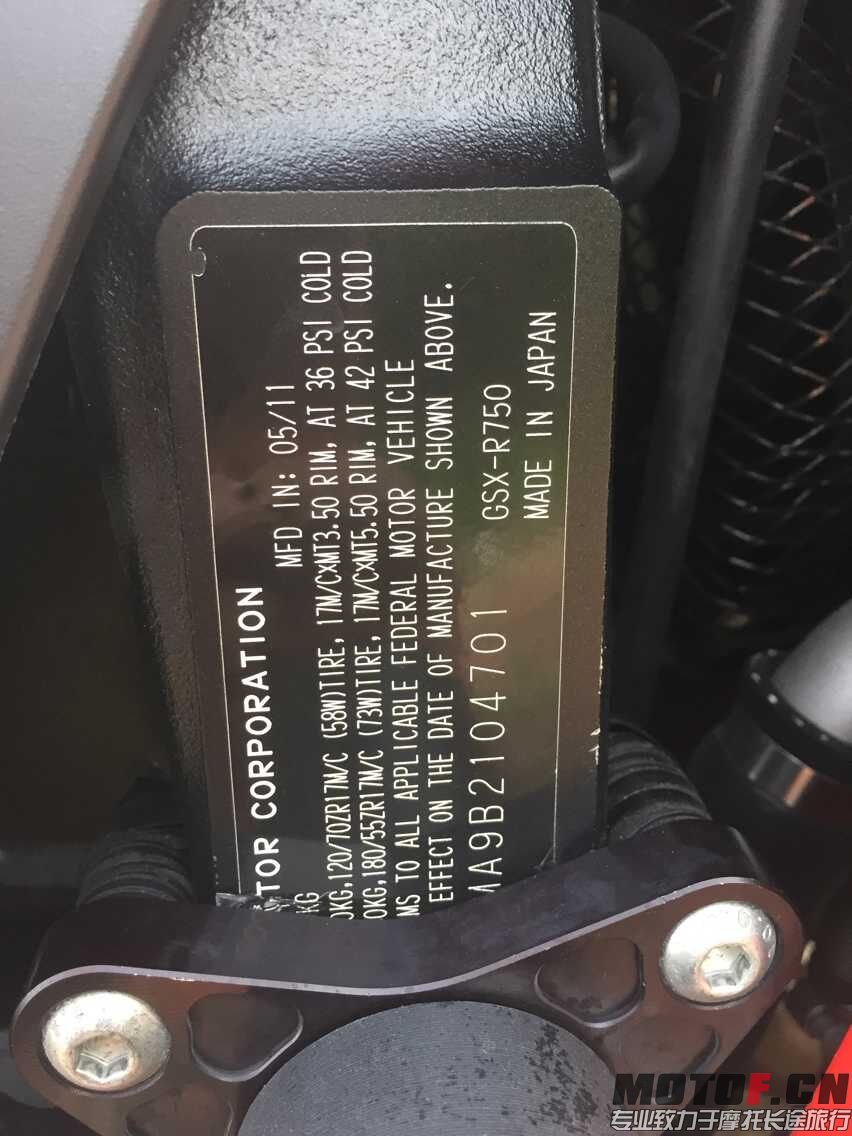 TOR CORPORATION
MFD IN: 05/11
KG
0KG,120/70ZR17M/C (58W)TIRE, 17M/CXMT3.50 RIM, AT 36 PSI COLD
0KG,180/55ZR17M/C (73W)TIRE, 17M/CXMT5.50 RIM, AT 42 PSI COLD
MS TO ALL APPLICABLE FEDERAL MOTOR VEHICLE
EFFECT ON THE DATE OF MANUFACTURE SHOWN ABOVE.
MA9B2104701
GSX-R750
MADE IN JAPAN
MOTOF.CN
专业致力于摩托长途旅行